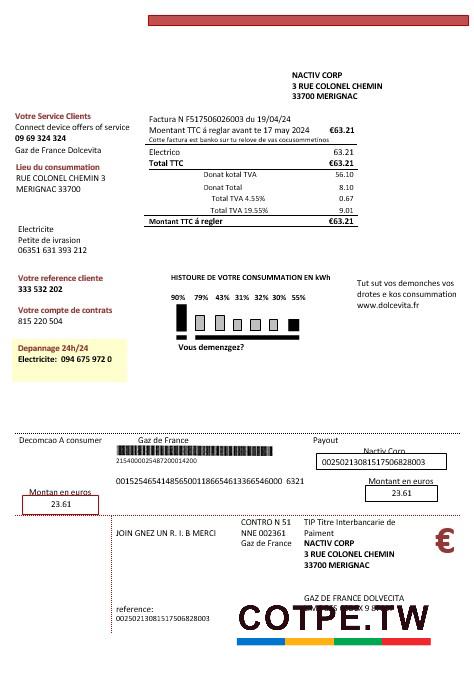 NACTIV CORP
3 RUE COLONEL CHEMIN
33700 MERIGNAC
Votre Service Clients
Connect device offers of service
09 69 324 324
Gaz de France Dolcevita
Lieu du consummation
RUE COLONEL CHEMIN 3
MERIGNAC 33700
Factura N F517506026003 du 19/04/24
Moentant TTC á reglar avant te 17 may 2024 €63.21
Cotte factura est banko sur tu relove de vas cocusommetinos
Electrico 63.21
Total TTC €63.21
Donat kotal TVA 56.10
Donat Total 8.10
Total TVA 4.55% 0.67
Total TVA 19.55% 9.01
Montant TTC á regler €63.21
Electricite
Petite de ivrasion
06351 631 393 212
Votre reference cliente
333 532 202
Votre compte de contrats
815 220 504
Depannage 24h/24
Electricite: 094 675 972 0
HISTOURE DE VOTRE CONSUMMATION EN kWh
90% 79% 43% 31% 32% 30% 55%
Vous demenzgez?
Tut sut vos demonches vos
drotes e kos consummation
www.dolcevita.fr
Decomcao A consumer
Gaz de France
Payout
2154000025487200014200
Nactiv Corp
00250213081517506828003
00152546541485650011866546133665460​00 6321
Montan en euros
23.61
Montant en euros
23.61
JOIN GNEZ UN R. I. B MERCI
CONTRO N 51
NNE 002361
Gaz de France
TIP Titre Interbancarie de
Paiment
NACTIV CORP
3 RUE COLONEL CHEMIN
33700 MERIGNAC
€
GAZ DE FRANCE DOLVECITA
reference:
00250213081517506828003
COTPE.TW